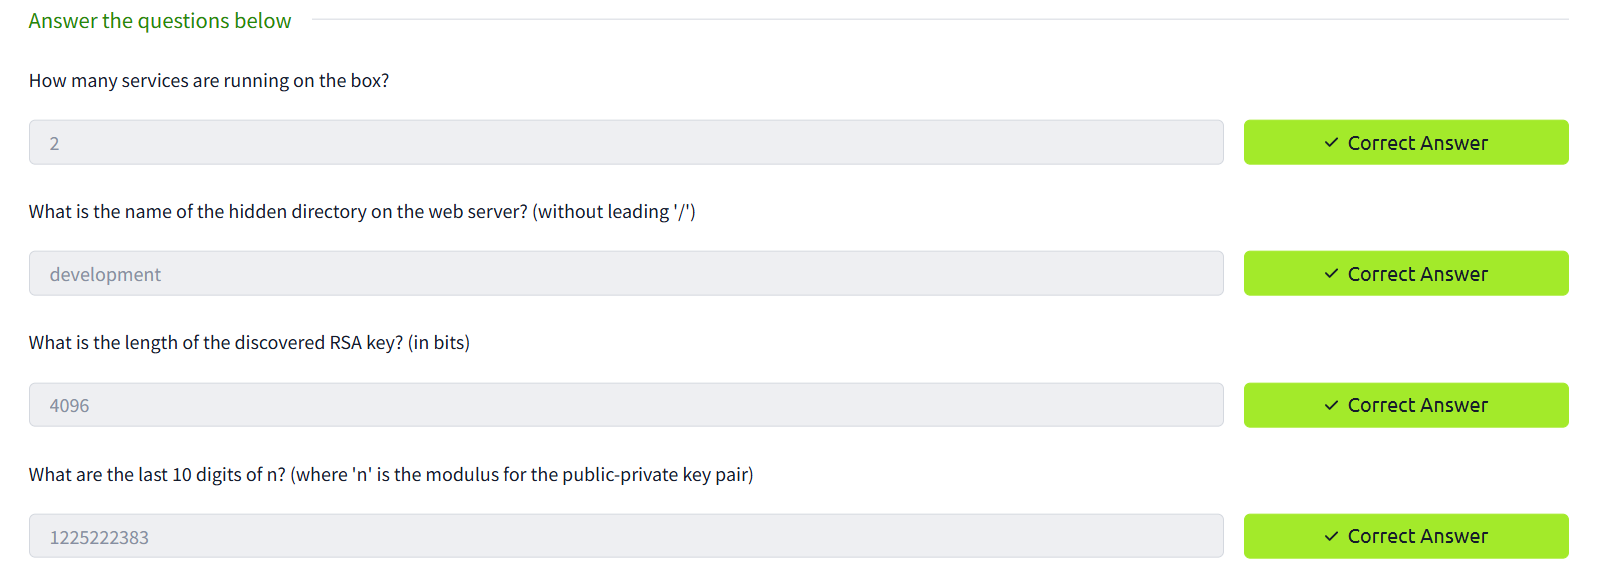 Answer the questions below
How many services are running on the box?
2
✓ Correct Answer
What is the name of the hidden directory on the web server? (without leading '/')
development
✓ Correct Answer
What is the length of the discovered RSA key? (in bits)
4096
✓ Correct Answer
What are the last 10 digits of n? (where 'n' is the modulus for the public-private key pair)
1225222383
✓ Correct Answer